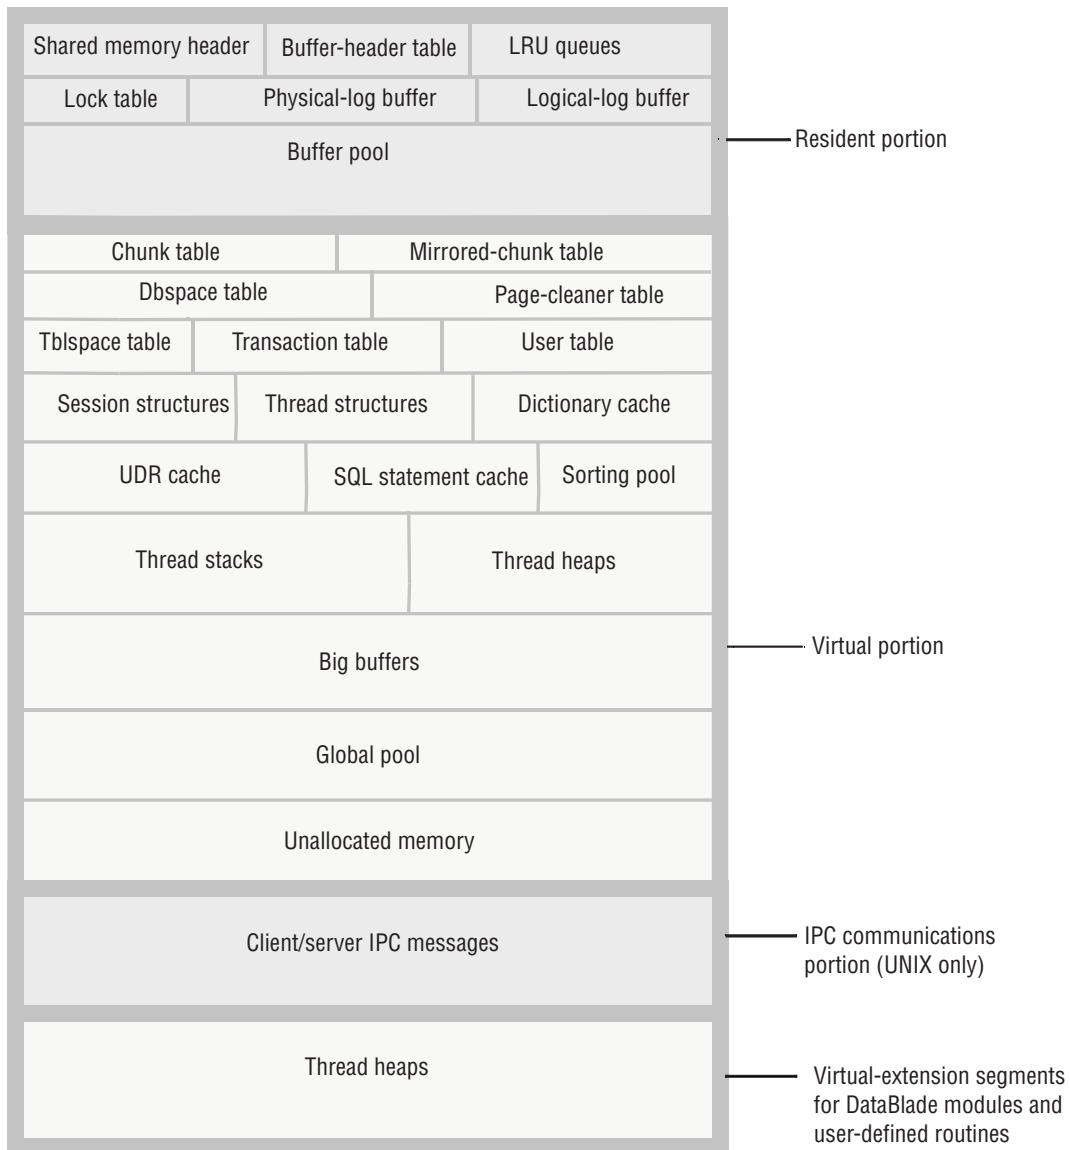 Shared memory header
Buffer-header table
LRU queues
Lock table
Physical-log buffer
Logical-log buffer
Buffer pool
Resident portion
Chunk table
Mirrored-chunk table
Dbspace table
Page-cleaner table
Tblspace table
Transaction table
User table
Session structures
Thread structures
Dictionary cache
UDR cache
SQL statement cache
Sorting pool
Thread stacks
Thread heaps
Big buffers
Virtual portion
Global pool
Unallocated memory
Client/server IPC messages
IPC communications
portion (UNIX only)
Thread heaps
Virtual-extension segments
for DataBlade modules and
user-defined routines